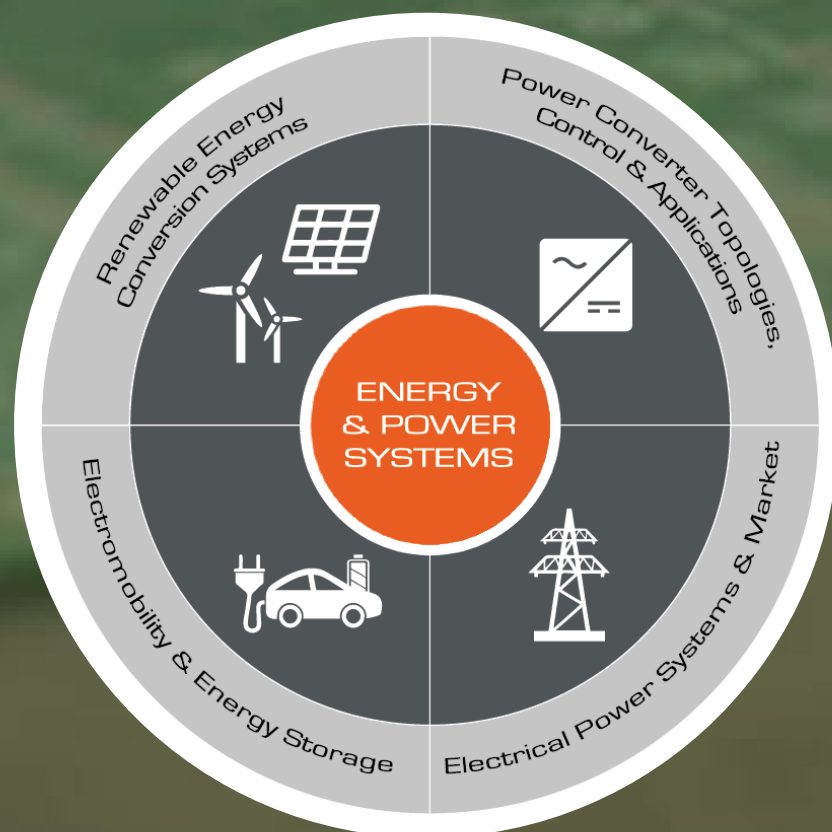 Renewable Energy
Conversion Systems
Power Converter Topologies,
Control & Applications
ENERGY
& POWER
SYSTEMS
Electromobility & Energy Storage
Electrical Power Systems & Market